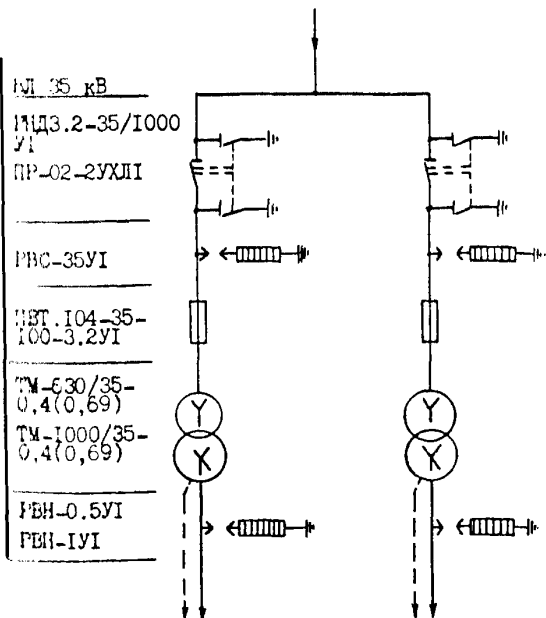 ВЛ 35 кВ
РНДЗ.2-35/1000
У1
ПР-02-2УХЛ1
РВС-35У1
ПВТ.104-35-
100-3.2У1
ТМ-630/35-
0,4(0,69)
ТМ-1000/35-
0,4(0,69)
РВН-0.5У1
РВН-1У1